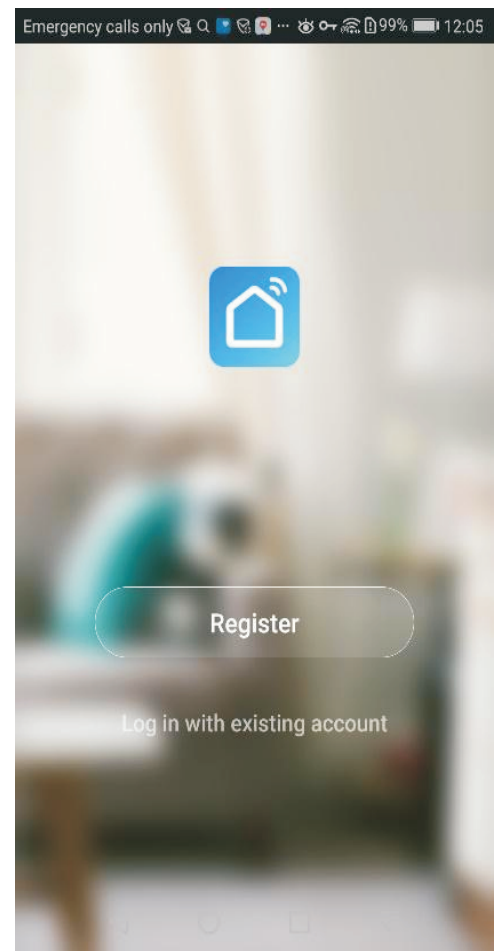 Emergency calls only 99% 12:05
Register
Log in with existing account